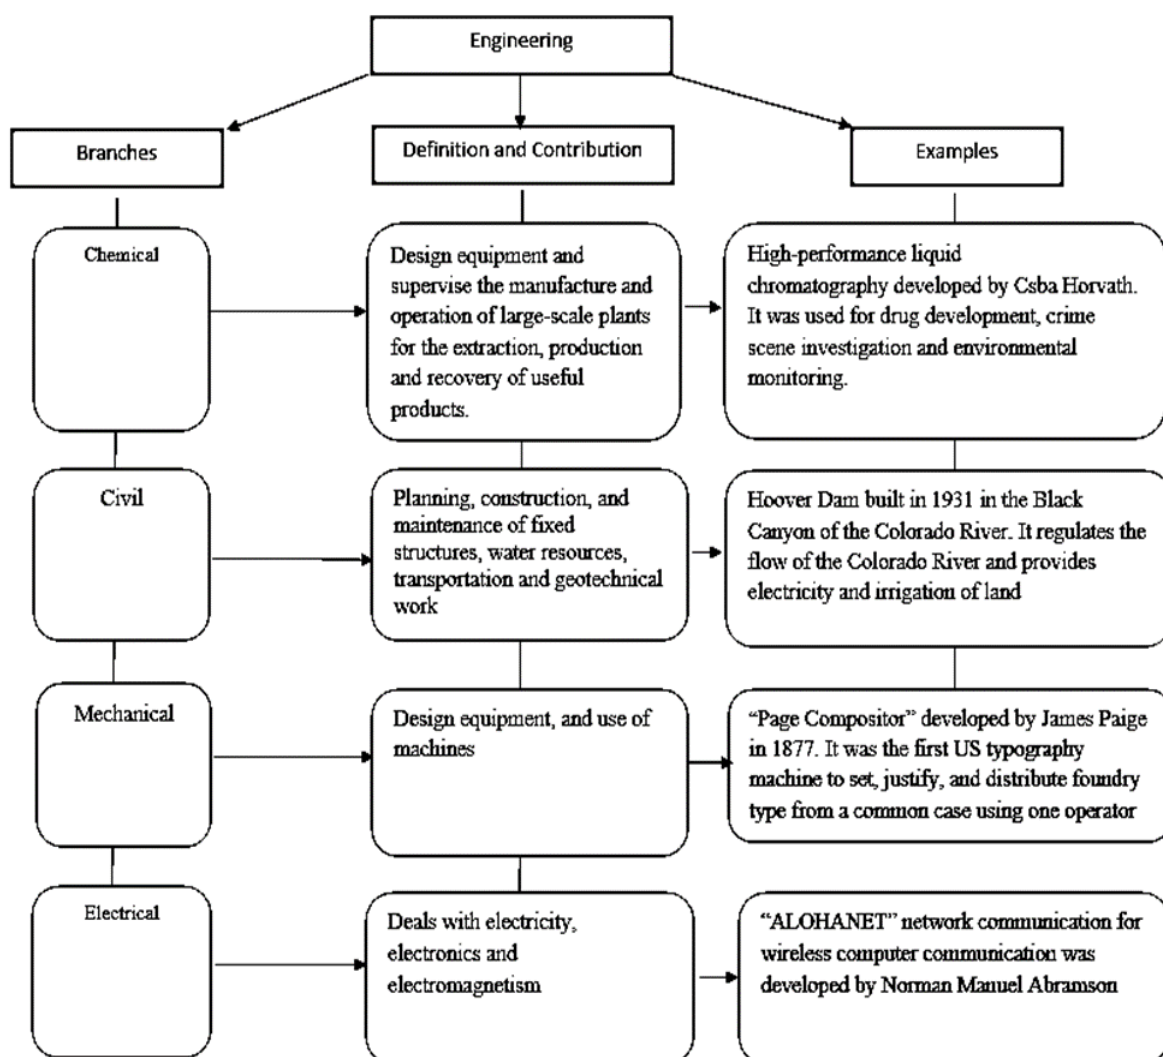 Engineering
Branches
Definition and Contribution
Examples
Chemical
Design equipment and
supervise the manufacture and
operation of large-scale plants
for the extraction, production
and recovery of useful
products.
High-performance liquid
chromatography developed by Csba Horvath.
It was used for drug development, crime
scene investigation and environmental
monitoring.
Civil
Planning, construction, and
maintenance of fixed
structures, water resources,
transportation and geotechnical
work
Hoover Dam built in 1931 in the Black
Canyon of the Colorado River. It regulates the
flow of the Colorado River and provides
electricity and irrigation of land
Mechanical
Design equipment, and use of
machines
“Page Compositor” developed by James Paige
in 1877. It was the first US typography
machine to set, justify, and distribute foundry
type from a common case using one operator
Electrical
Deals with electricity,
electronics and
electromagnetism
“ALOHANET” network communication for
wireless computer communication was
developed by Norman Manuel Abramson